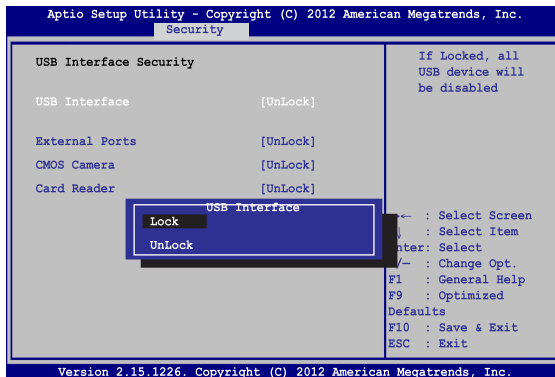 Aptio Setup Utility - Copyright (C) 2012 American Megatrends, Inc.
Security
USB Interface Security
USB Interface [UnLock]
External Ports [UnLock]
CMOS Camera [UnLock]
Card Reader [UnLock]
USB Interface
Lock
UnLock
If Locked, all
USB device will
be disabled
← : Select Screen
: Select Item
nter: Select
/— : Change Opt.
F1 : General Help
F9 : Optimized
Defaults
F10 : Save & Exit
ESC : Exit
Version 2.15.1226. Copyright (C) 2012 American Megatrends, Inc.